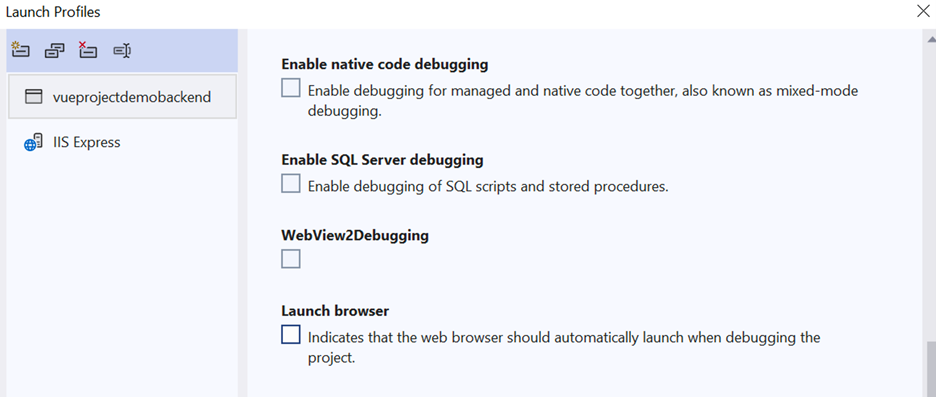 Launch Profiles
vueprojectdemobackend
IIS Express
Enable native code debugging
Enable debugging for managed and native code together, also known as mixed-mode
debugging.
Enable SQL Server debugging
Enable debugging of SQL scripts and stored procedures.
WebView2Debugging
Launch browser
Indicates that the web browser should automatically launch when debugging the
project.